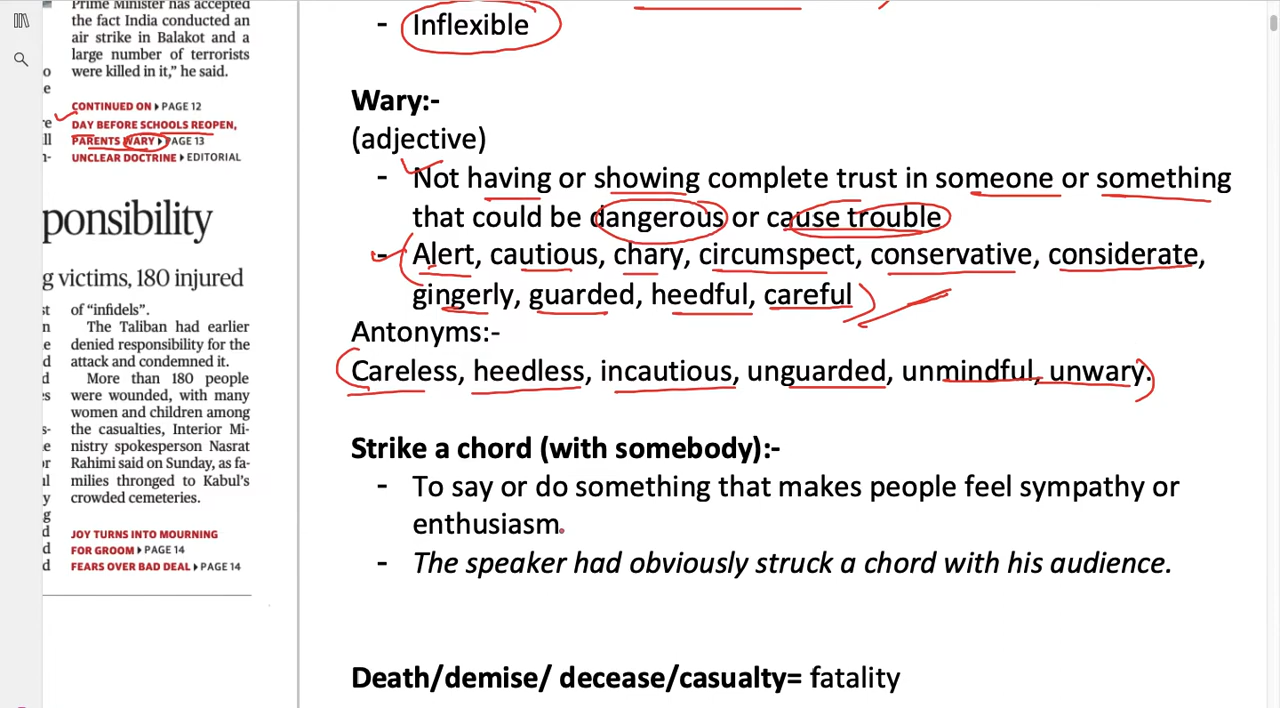 Prime Minister has accepted
the fact India conducted an
air strike in Balakot and a
large number of terrorists
were killed in it,” he said.
CONTINUED ON ▸ PAGE 12
DAY BEFORE SCHOOLS REOPEN,
PARENTS WARY ▸ PAGE 13
UNCLEAR DOCTRINE ▸ EDITORIAL
ponsibility
g victims, 180 injured
of “infidels”.
The Taliban had earlier
denied responsibility for the
attack and condemned it.
More than 180 people
were wounded, with many
women and children among
the casualties, Interior Mi-
nistry spokesperson Nasrat
Rahimi said on Sunday, as fa-
milies thronged to Kabul’s
crowded cemeteries.
JOY TURNS INTO MOURNING
FOR GROOM ▸ PAGE 14
FEARS OVER BAD DEAL ▸ PAGE 14
- Inflexible
Wary:-
(adjective)
- Not having or showing complete trust in someone or something
that could be dangerous or cause trouble
- Alert, cautious, chary, circumspect, conservative, considerate,
gingerly, guarded, heedful, careful
Antonyms:-
Careless, heedless, incautious, unguarded, unmindful, unwary.
Strike a chord (with somebody):-
- To say or do something that makes people feel sympathy or
enthusiasm.
- The speaker had obviously struck a chord with his audience.
Death/demise/ decease/casualty= fatality